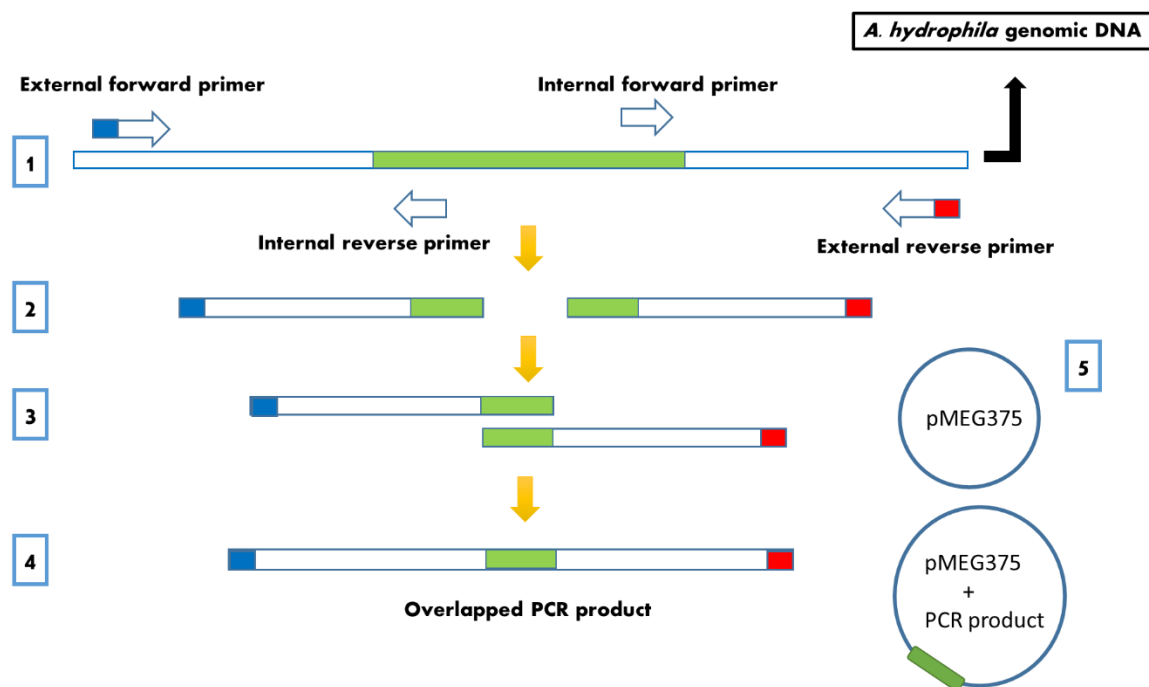 A. hydrophila genomic DNA
External forward primer
Internal forward primer
1
Internal reverse primer
External reverse primer
2
5
3
pMEG375
4
Overlapped PCR product
pMEG375
+
PCR product